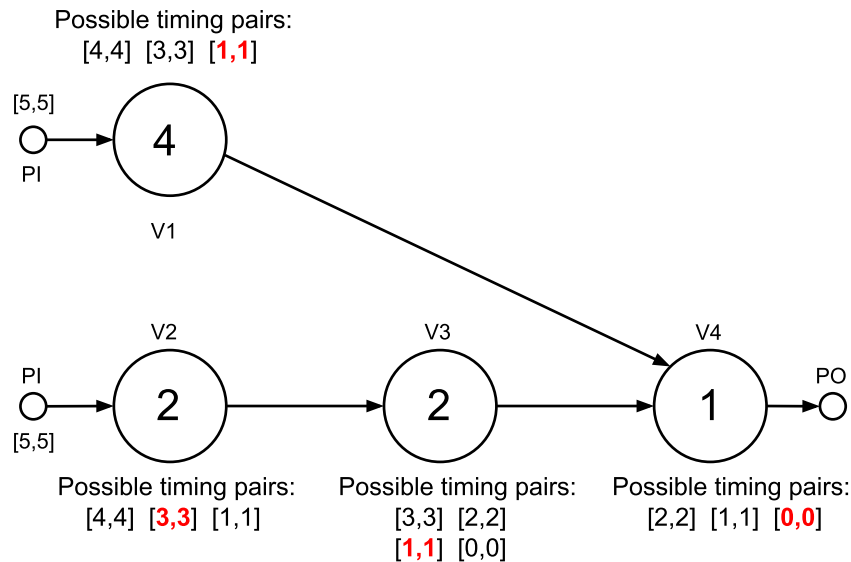 Possible timing pairs:
[4,4] [3,3] [1,1]
[5,5]
PI
4
V1
V2
V3
V4
PI
PO
2
2
1
[5,5]
Possible timing pairs:
[4,4] [3,3] [1,1]
Possible timing pairs:
[3,3] [2,2]
[1,1] [0,0]
Possible timing pairs:
[2,2] [1,1] [0,0]